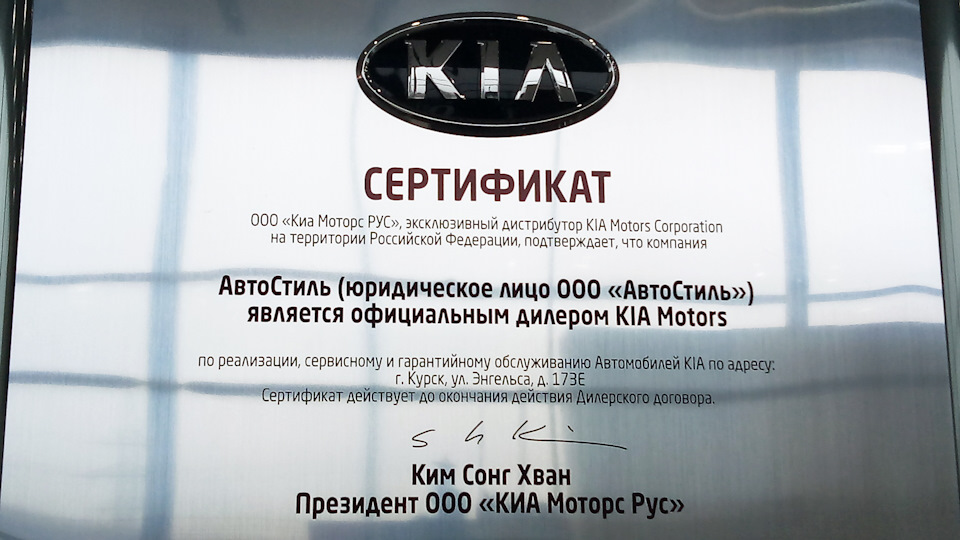 KIA
СЕРТИФИКАТ
ООО «Киа Моторс РУС», эксклюзивный дистрибутор KIA Motors Corporation
на территории Российской Федерации, подтверждает, что компания
АвтоСтиль (юридическое лицо ООО «АвтоСтиль»)
является официальным дилером KIA Motors
по реализации, сервисному и гарантийному обслуживанию Автомобилей KIA по адресу:
г. Курск, ул. Энгельса, д. 173Е
Сертификат действует до окончания действия Дилерского договора.
Ким Сонг Хван
Президент ООО «КИА Моторс Рус»